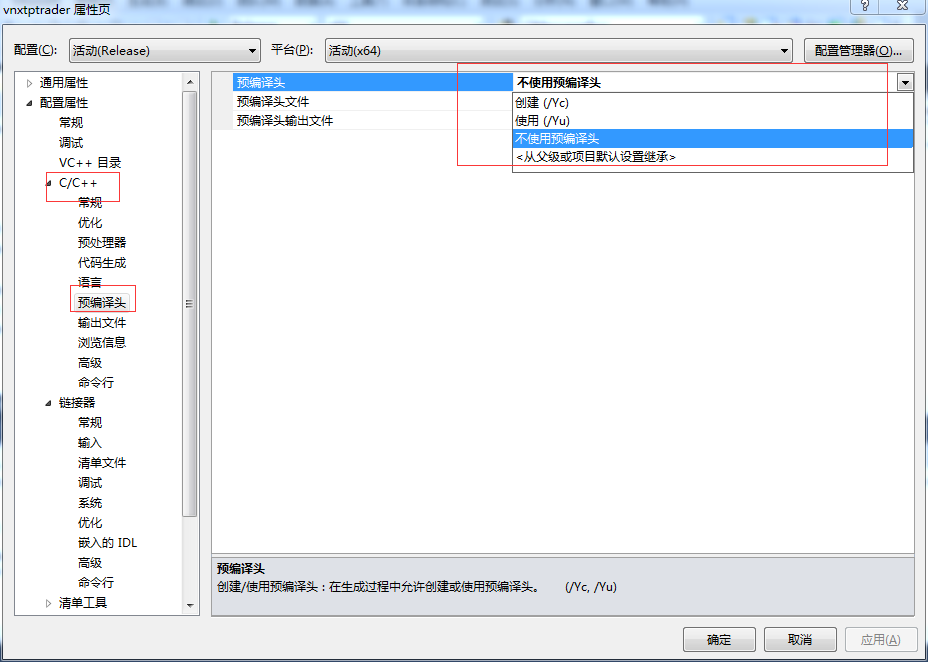 vnxtptrader 属性页
配置(C): 活动(Release) 平台(P): 活动(x64) 配置管理器(O)...
通用属性
配置属性
常规
调试
VC++ 目录
C/C++
常规
优化
预处理器
代码生成
语言
预编译头
输出文件
浏览信息
高级
命令行
链接器
常规
输入
清单文件
调试
系统
优化
嵌入的 IDL
高级
命令行
清单工具
预编译头 不使用预编译头
预编译头文件
预编译头输出文件
创建 (/Yc)
使用 (/Yu)
不使用预编译头
<从父级或项目默认设置继承>
预编译头
创建/使用预编译头：在生成过程中允许创建或使用预编译头。 (/Yc, /Yu)
确定 取消 应用(A)